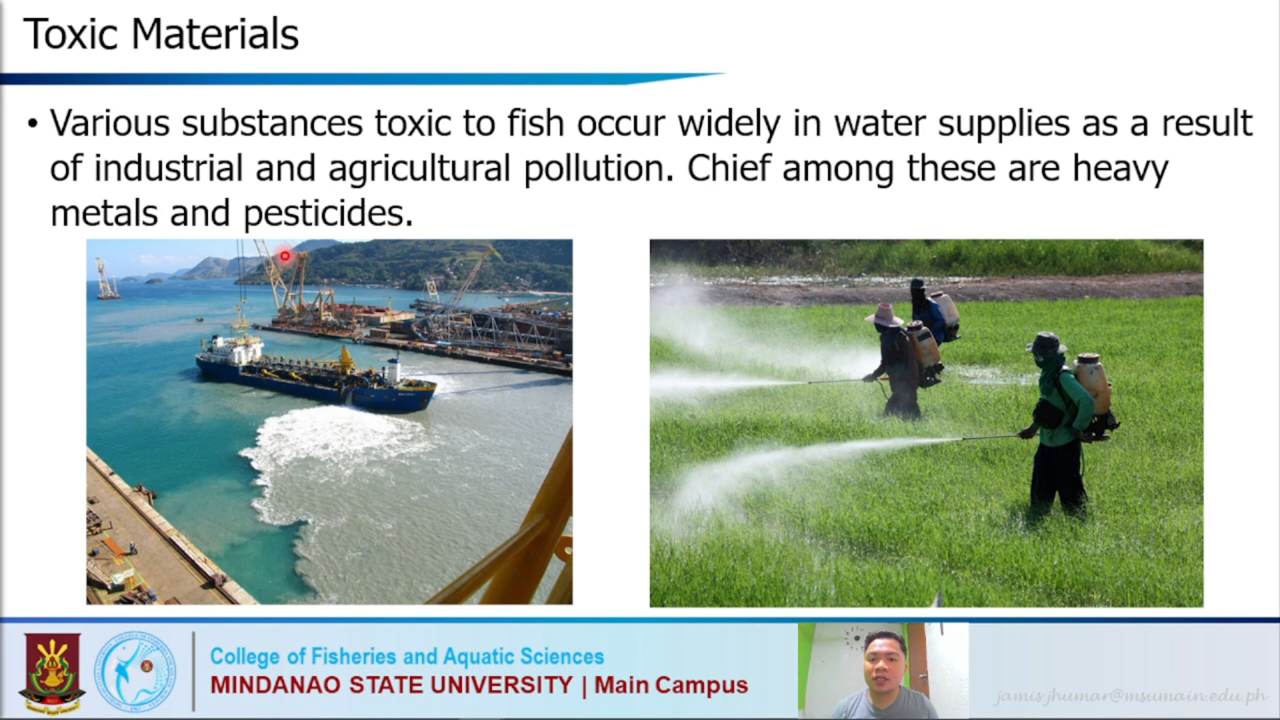 Toxic Materials
• Various substances toxic to fish occur widely in water supplies as a result
of industrial and agricultural pollution. Chief among these are heavy
metals and pesticides.
College of Fisheries and Aquatic Sciences
MINDANAO STATE UNIVERSITY | Main Campus
jamis.jhumar@msumain.edu.ph